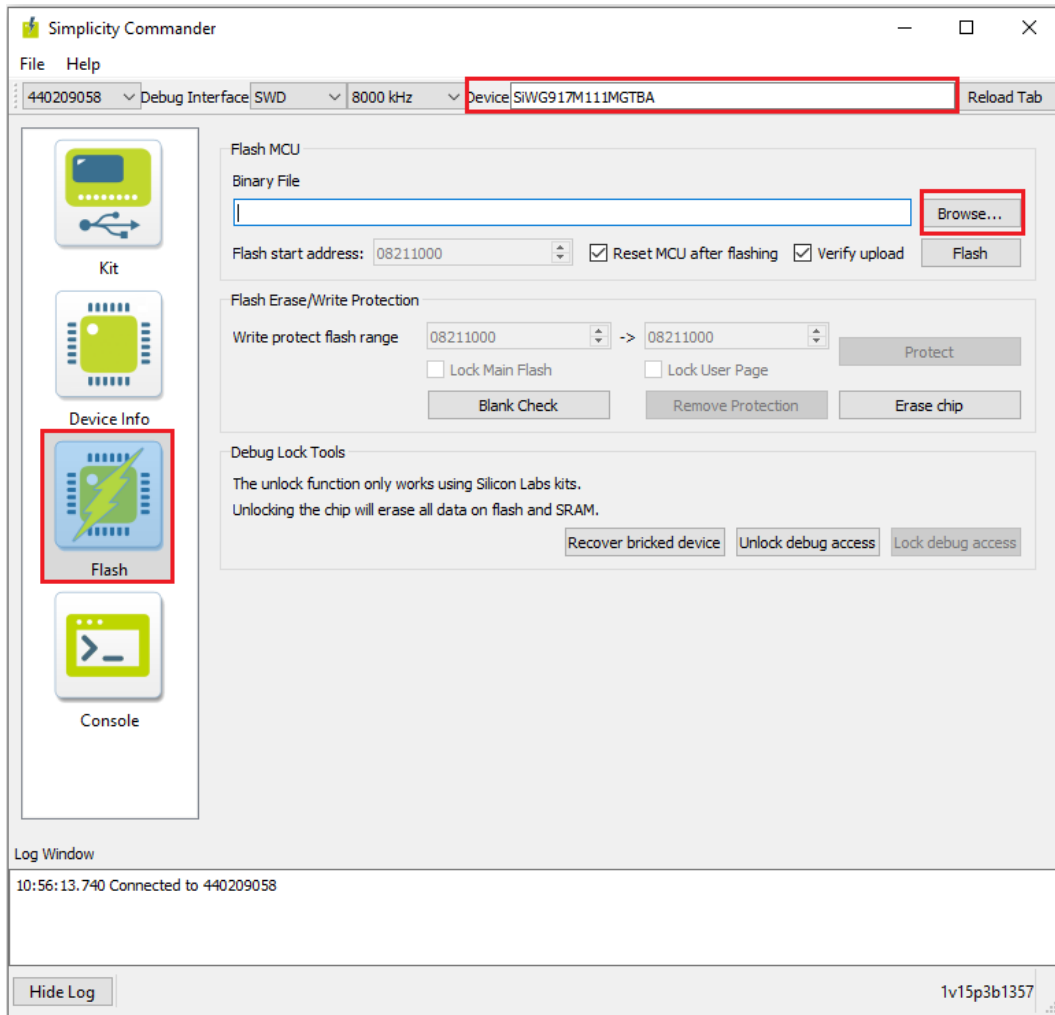 Simplicity Commander
File Help
440209058 Debug Interface SWD 8000 kHz Device SiWG917M111MGTBA Reload Tab
Kit
Device Info
Flash
Console
Flash MCU
Binary File
Browse...
Flash start address: 08211000 Reset MCU after flashing Verify upload Flash
Flash Erase/Write Protection
Write protect flash range 08211000 -> 08211000 Protect
Lock Main Flash Lock User Page
Blank Check Remove Protection Erase chip
Debug Lock Tools
The unlock function only works using Silicon Labs kits.
Unlocking the chip will erase all data on flash and SRAM.
Recover bricked device Unlock debug access Lock debug access
Log Window
10:56:13.740 Connected to 440209058
Hide Log 1v15p3b1357